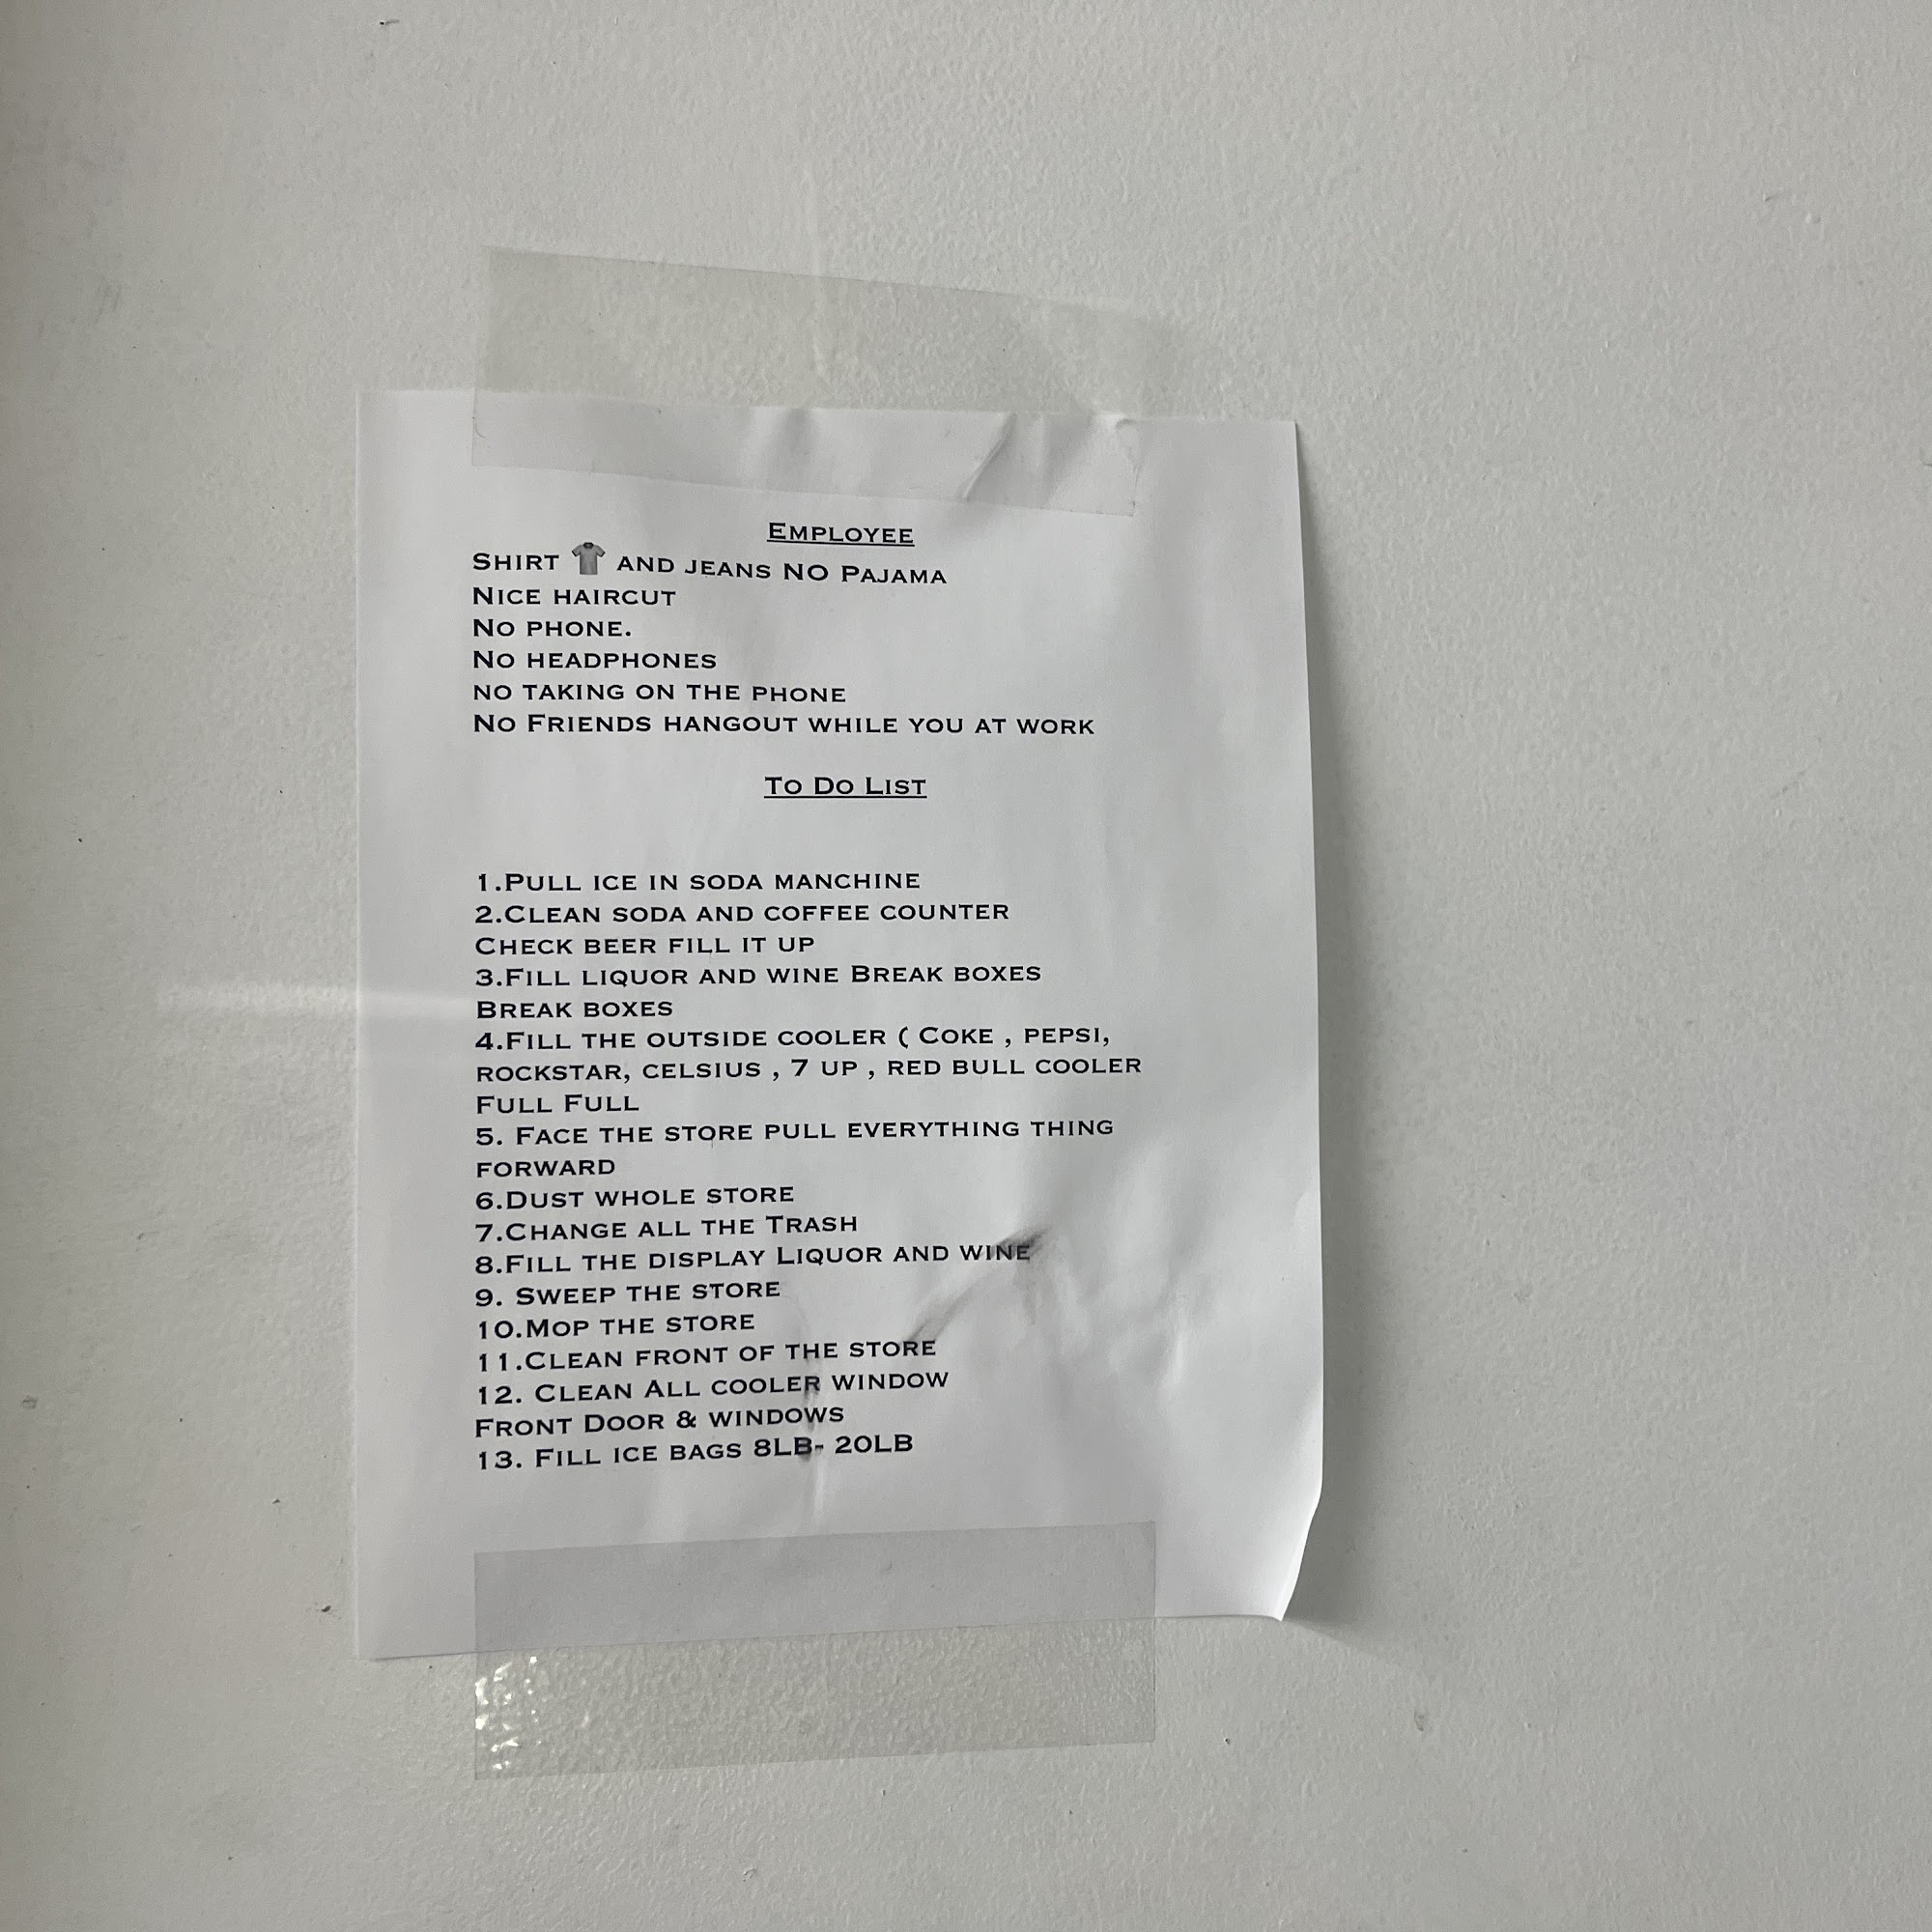 Employee
Shirt 👕 and jeans NO Pajama
Nice haircut
No phone.
No headphones
no taking on the phone
No Friends hangout while you at work
To Do List
1.Pull ice in soda manchine
2.Clean soda and coffee counter
Check beer fill it up
3.Fill liquor and wine Break boxes
Break boxes
4.Fill the outside cooler ( Coke , pepsi,
rockstar, celsius , 7 up , red bull cooler
Full Full
5. Face the store pull everything thing
forward
6.Dust whole store
7.Change all the Trash
8.Fill the display Liquor and wine
9. Sweep the store
10.Mop the store
11.Clean front of the store
12. Clean All cooler window
Front Door & windows
13. Fill ice bags 8LB- 20LB